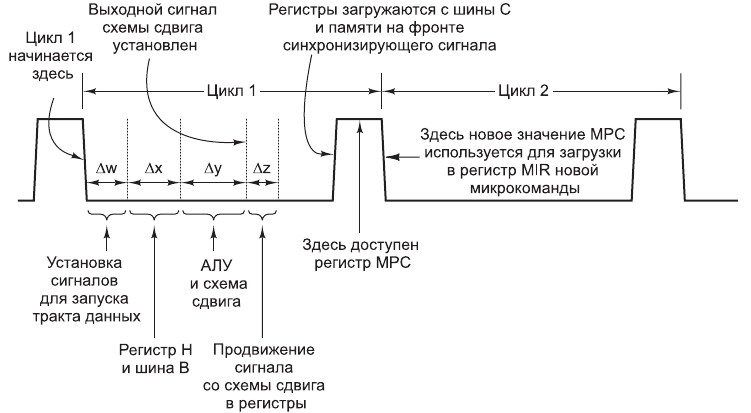 Цикл 1
начинается
здесь
Выходной сигнал
схемы сдвига
установлен
Регистры загружаются с шины C
и памяти на фронте
синхронизирующего сигнала
Цикл 1
Цикл 2
Δw
Δx
Δy
Δz
Здесь новое значение MPC
используется для загрузки
в регистр MIR новой
микрокоманды
Установка
сигналов
для запуска
тракта данных
АЛУ
и схема
сдвига
Здесь доступен
регистр MPC
Регистр H
и шина B
Продвижение
сигнала
со схемы сдвига
в регистры